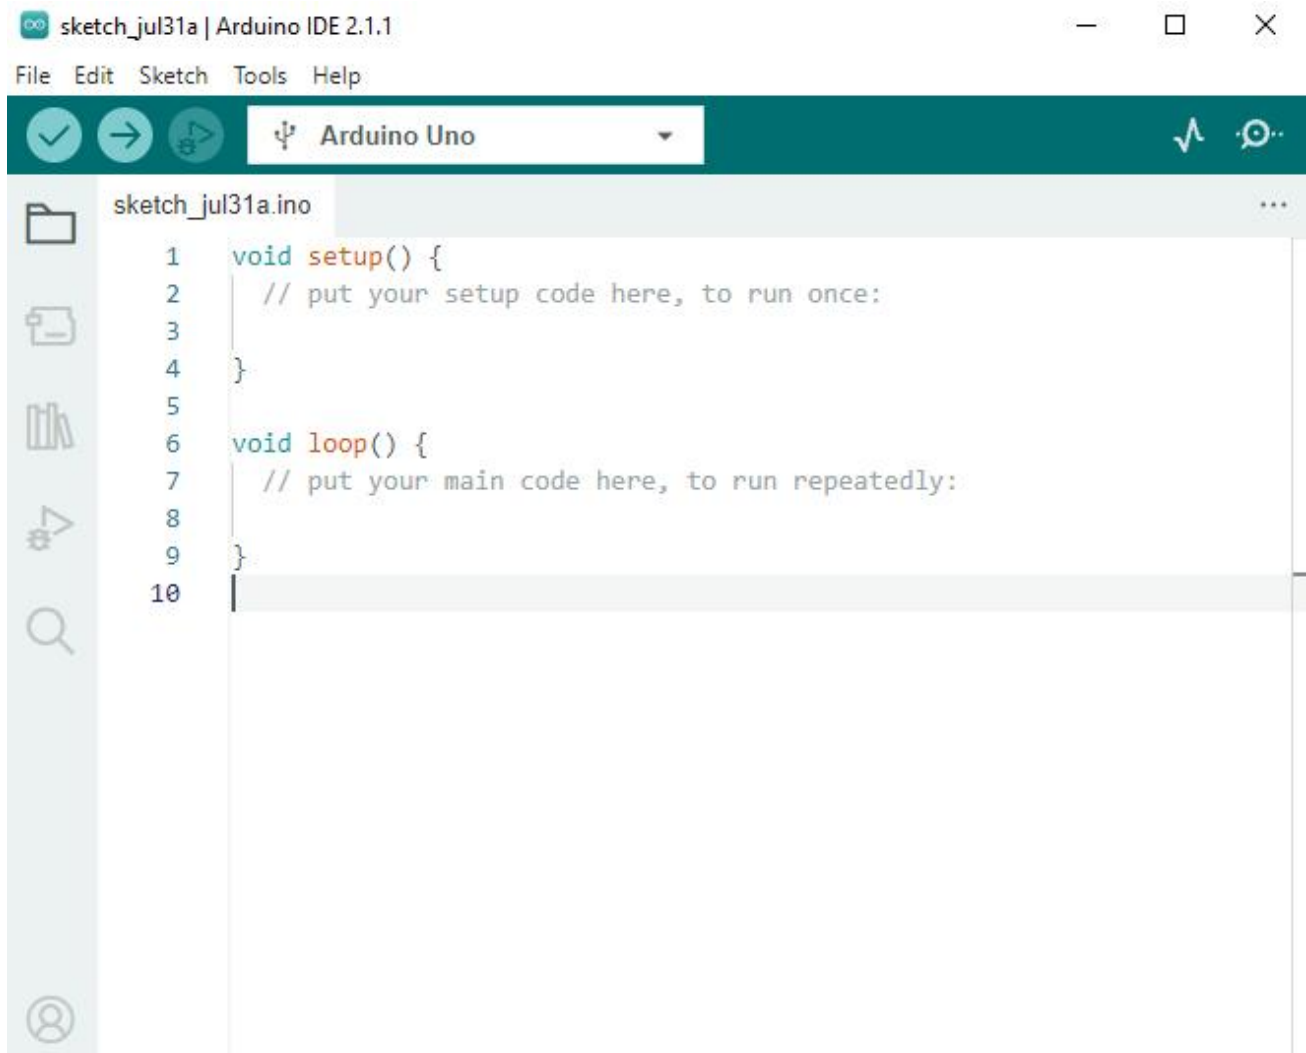 sketch_jul31a | Arduino IDE 2.1.1
File Edit Sketch Tools Help
Arduino Uno
sketch_jul31a.ino
1 void setup() {
2 // put your setup code here, to run once:
3
4 }
5
6 void loop() {
7 // put your main code here, to run repeatedly:
8
9 }
10